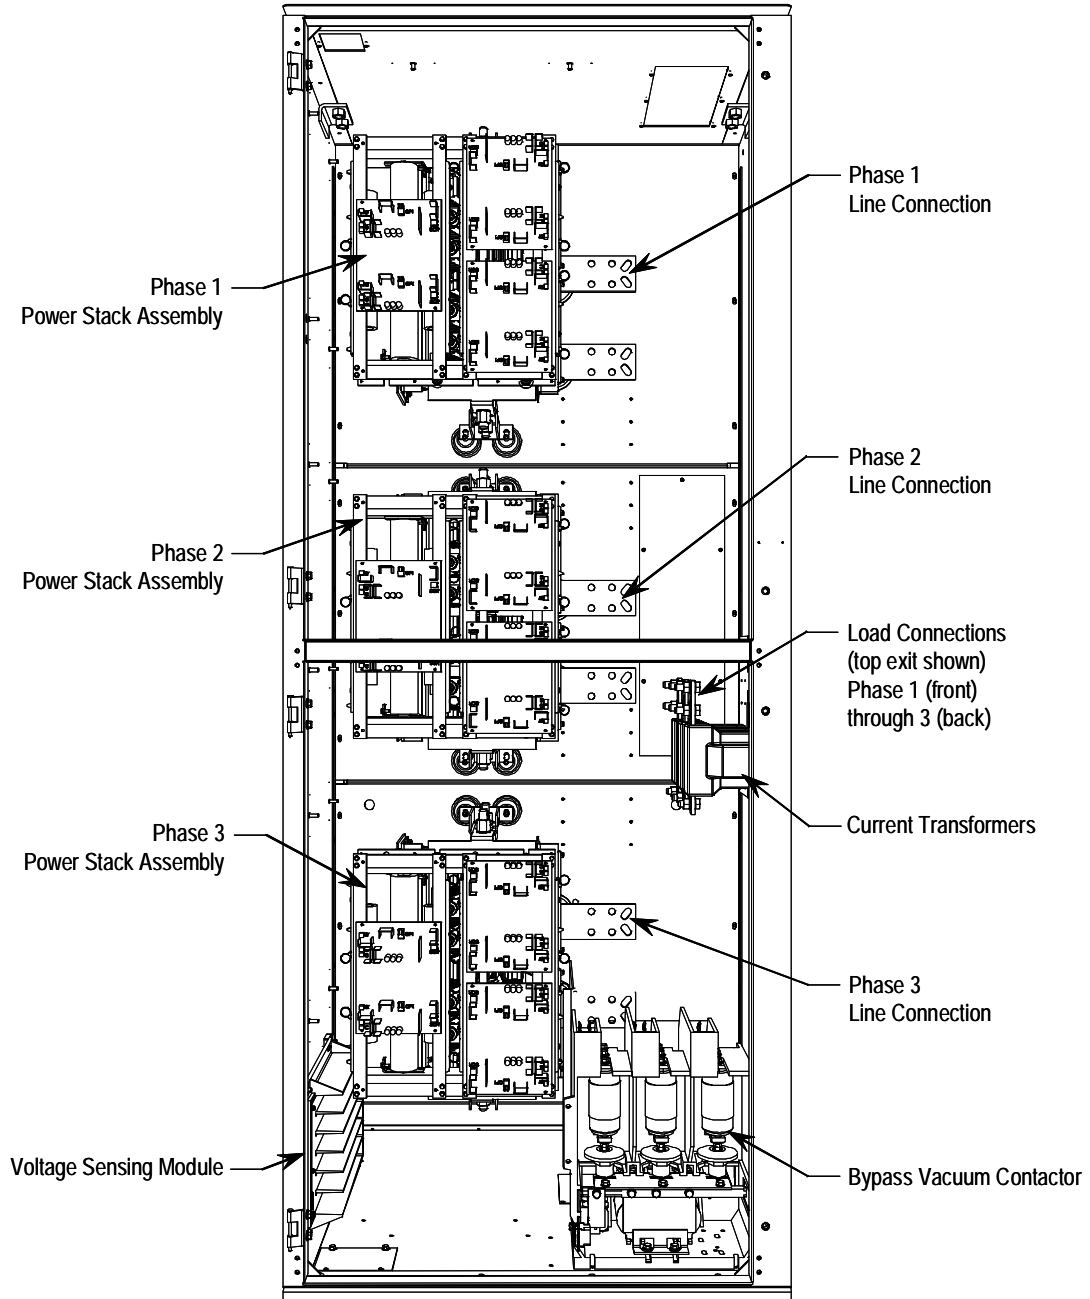 Phase 1
Line Connection
Phase 1
Power Stack Assembly
Phase 2
Line Connection
Phase 2
Power Stack Assembly
Load Connections
(top exit shown)
Phase 1 (front)
through 3 (back)
Current Transformers
Phase 3
Power Stack Assembly
Phase 3
Line Connection
Voltage Sensing Module
Bypass Vacuum Contactor